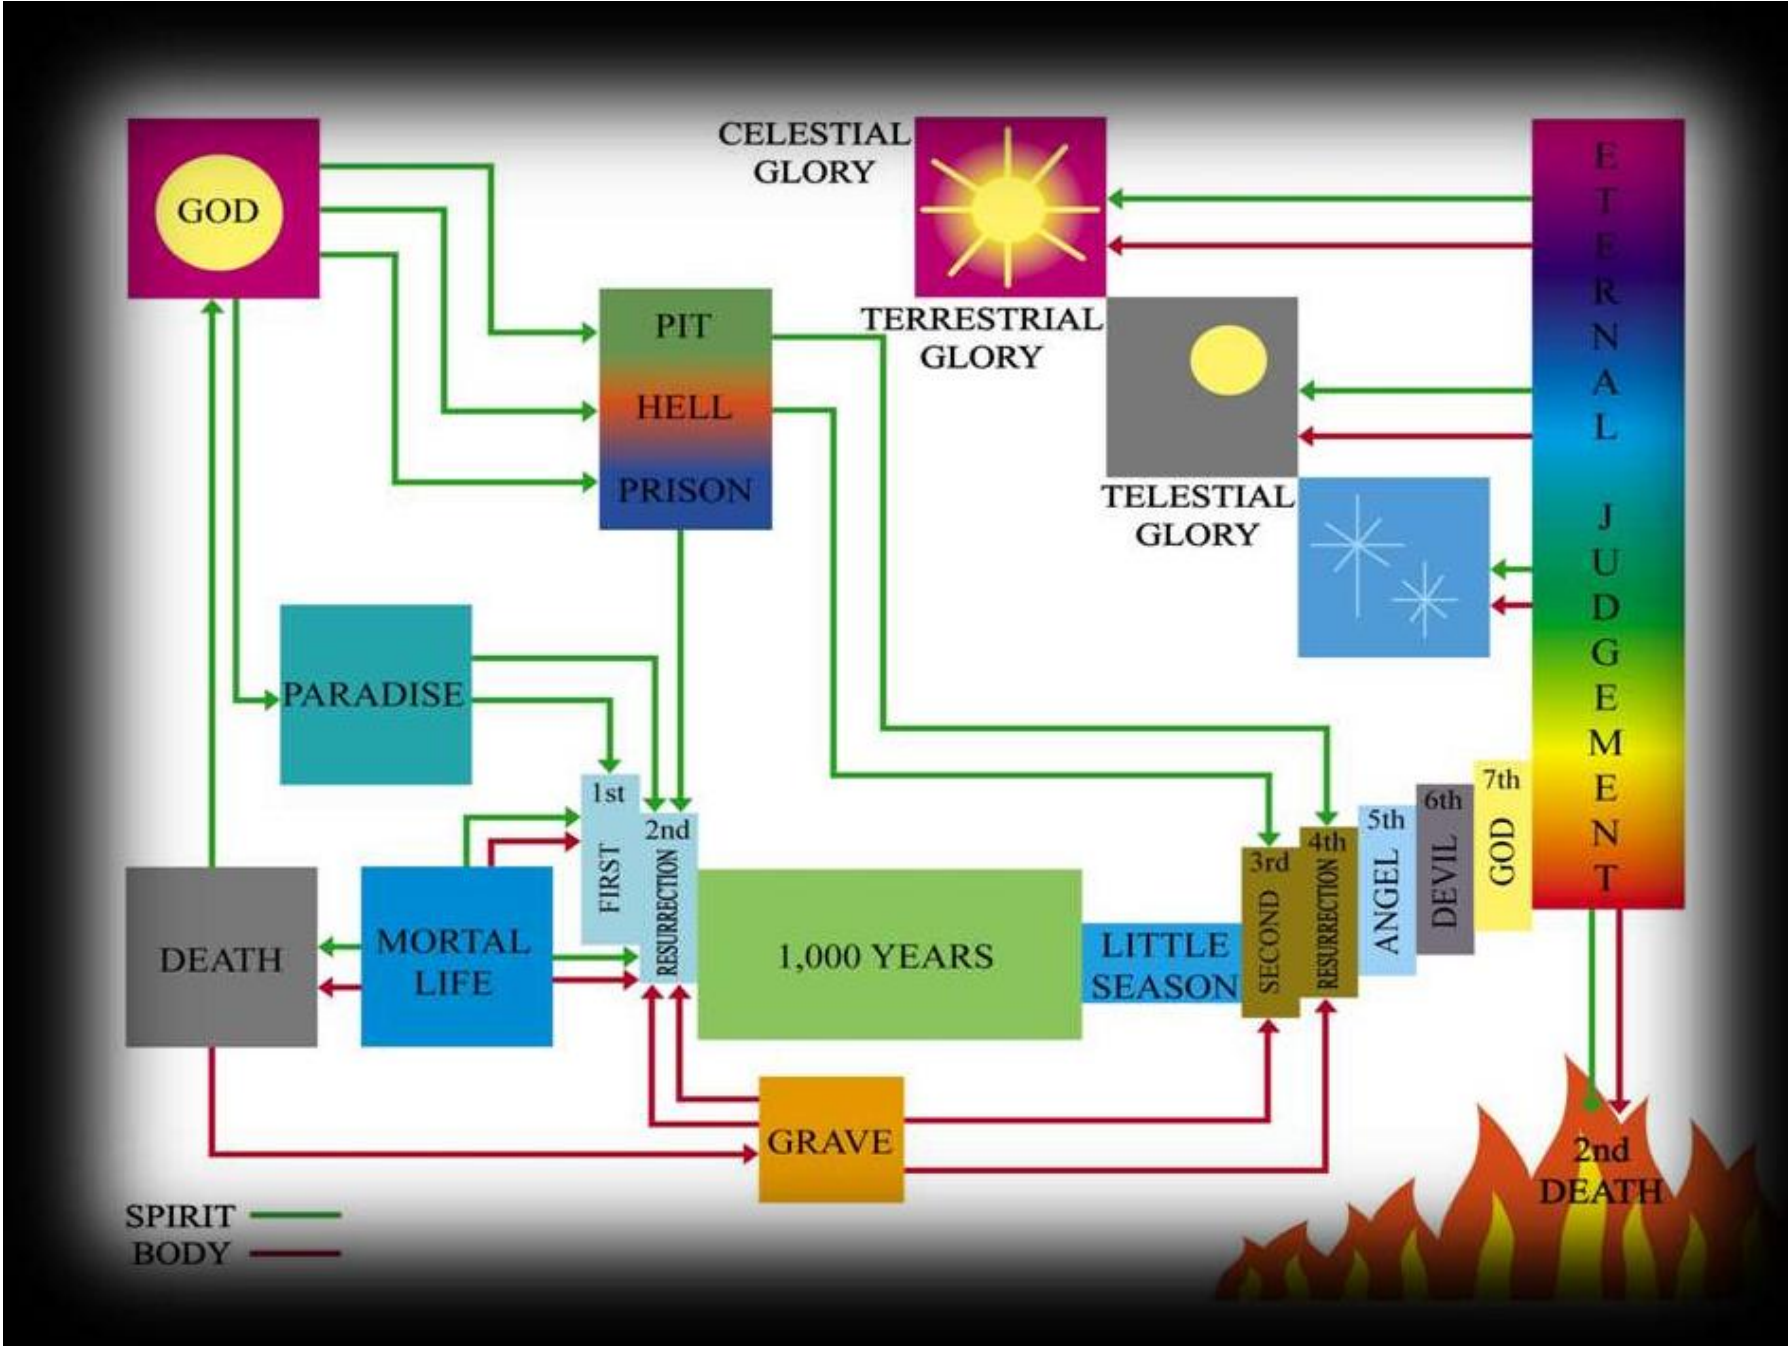 GOD
CELESTIAL
GLORY
TERRESTRIAL
GLORY
TELESTIAL
GLORY
ETERNAL JUDGEMENT
PIT
HELL
PRISON
PARADISE
DEATH
MORTAL
LIFE
1st
FIRST
2nd
RESURRECTION
1,000 YEARS
LITTLE
SEASON
3rd
SECOND
4th
RESURRECTION
5th
ANGEL
6th
DEVIL
7th
GOD
GRAVE
2nd
DEATH
SPIRIT
BODY